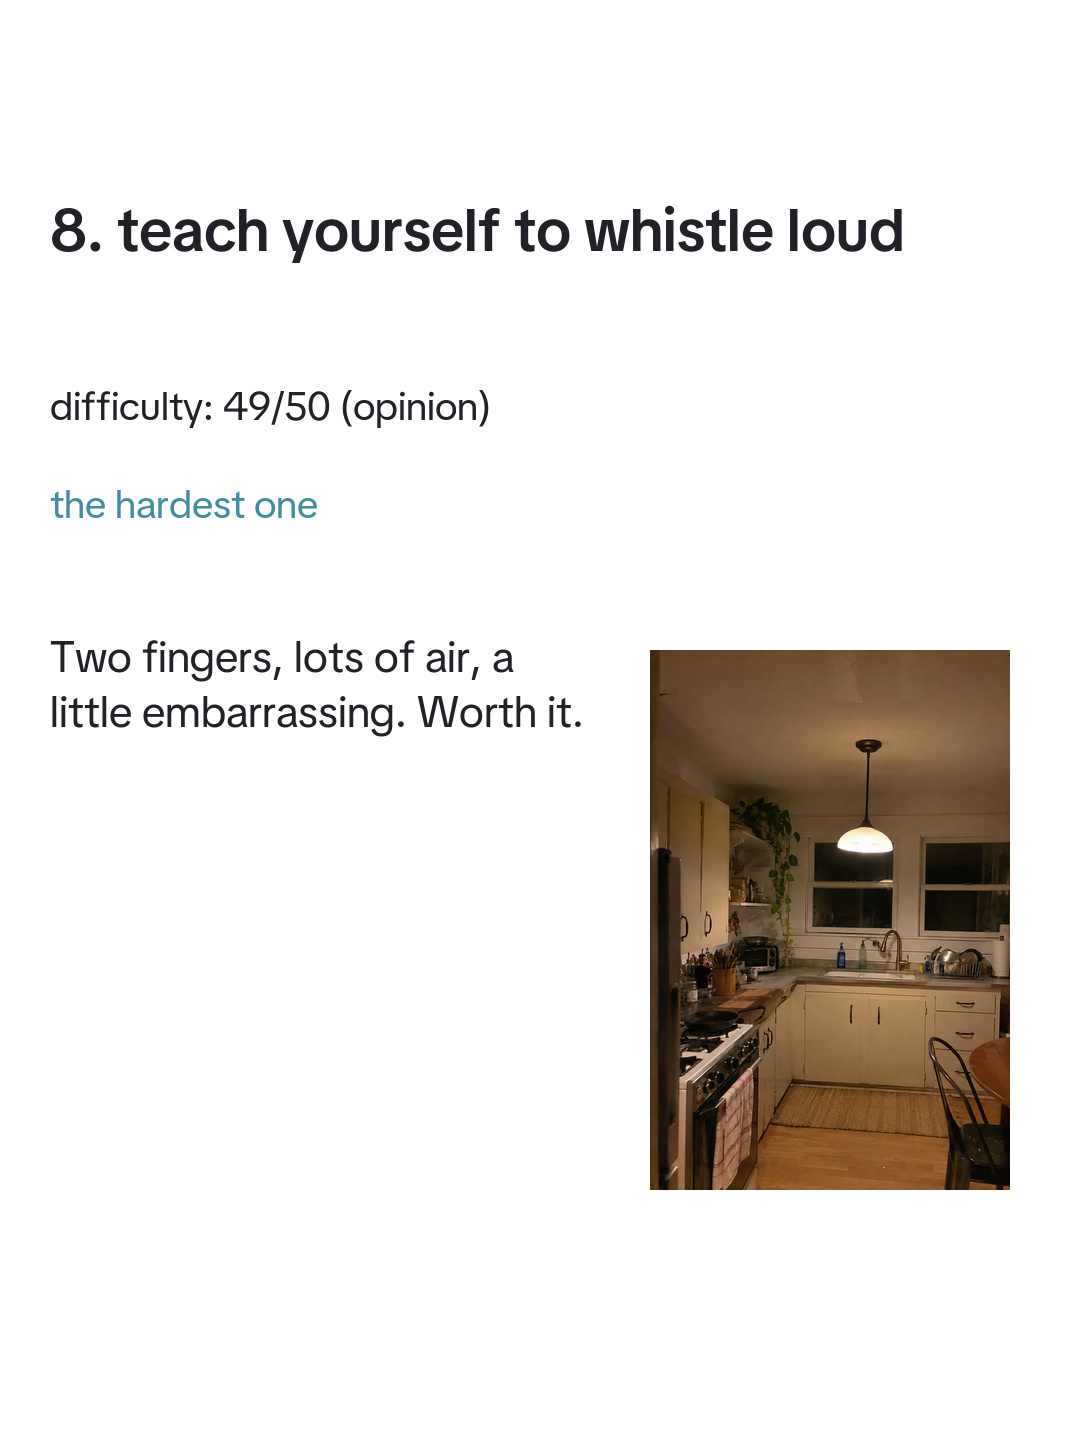 8. teach yourself to whistle loud
difficulty: 49/50 (opinion)
the hardest one
Two fingers, lots of air, a
little embarrassing. Worth it.